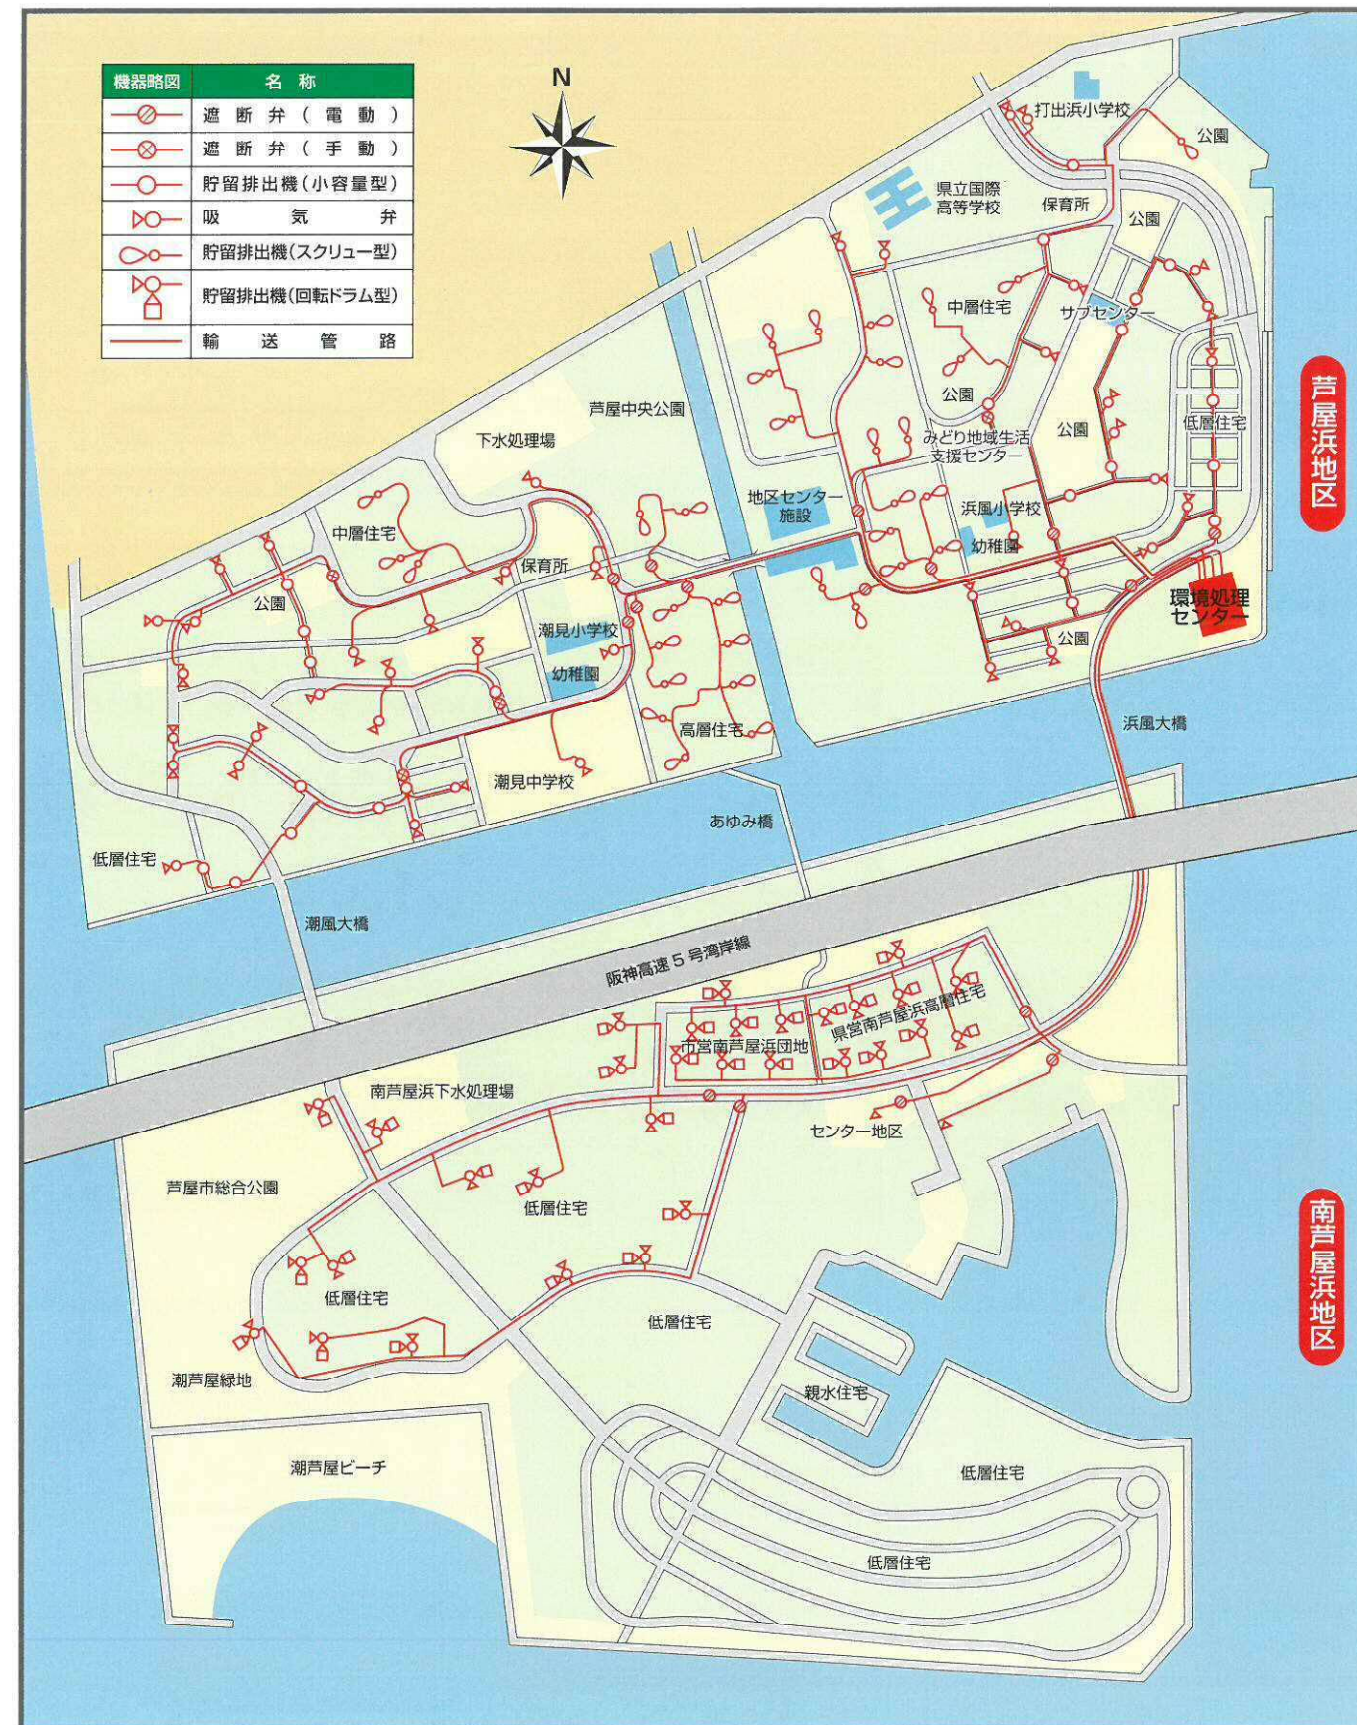 機器略図 名称
遮断弁(電動)
遮断弁(手動)
貯留排出機(小容量型)
吸気弁
貯留排出機(スクリュー型)
貯留排出機(回転ドラム型)
輸送管路
N
打出浜小学校
公園
県立国際
高等学校
保育所
公園
中層住宅
サブセンター
芦屋浜地区
芦屋中央公園
公園
公園
低層住宅
下水処理場
みどり地域生活
支援センター
地区センター
施設
浜風小学校
幼稚園
中層住宅
保育所
公園
環境処理
センター
潮見小学校
公園
幼稚園
高層住宅
浜風大橋
潮見中学校
あゆみ橋
低層住宅
潮風大橋
阪神高速5号湾岸線
県営南芦屋浜高層住宅
市営南芦屋浜団地
南芦屋浜下水処理場
センター地区
芦屋市総合公園
低層住宅
南芦屋浜地区
低層住宅
低層住宅
潮芦屋緑地
親水住宅
潮芦屋ビーチ
低層住宅
低層住宅